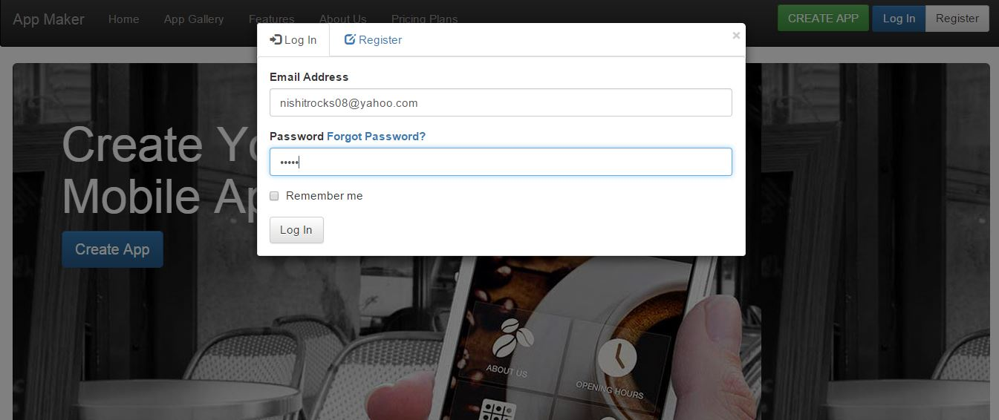 App Maker Home App Gallery Features About Us Pricing Plans CREATE APP Log In Register
Log In Register ×
Email Address
nishitrocks08@yahoo.com
Password Forgot Password?
•••••
Remember me
Log In
Create Yo
Mobile Ap
Create App
ABOUT US
OPENING HOURS